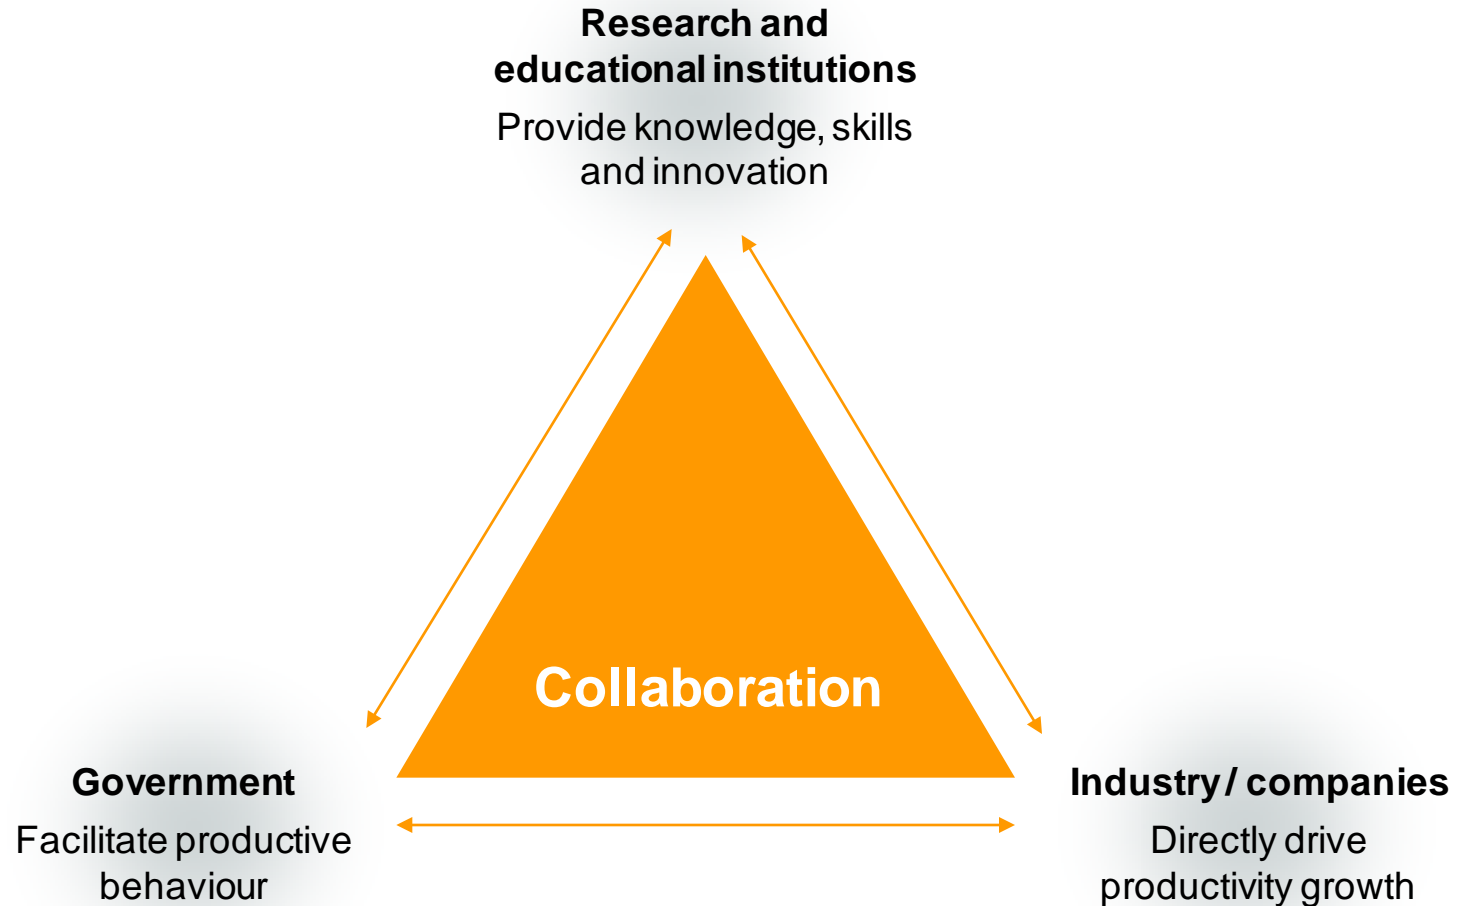 Research and
educational institutions
Provide knowledge, skills
and innovation
Collaboration
Government
Facilitate productive
behaviour
Industry / companies
Directly drive
productivity growth